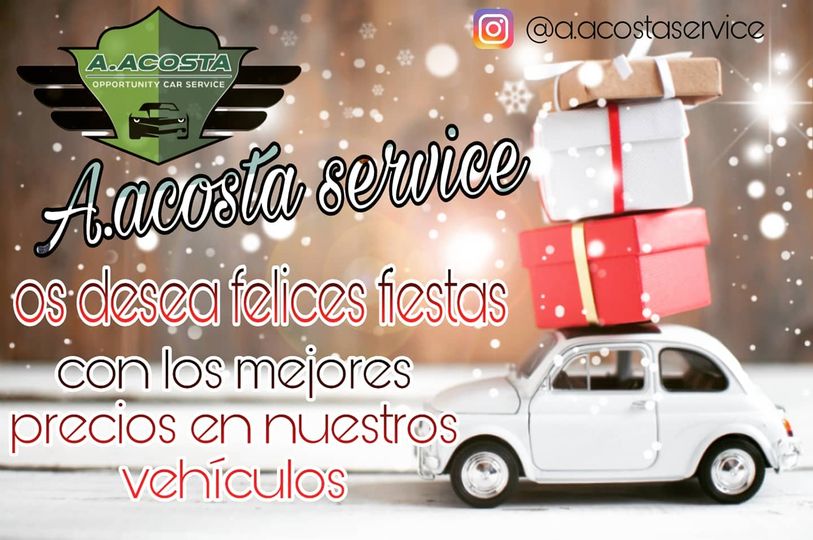 @a.acostaservice
A.ACOSTA
OPPORTUNITY CAR SERVICE
A.acosta service
os desea felices fiestas
con los mejores
precios en nuestros
vehículos